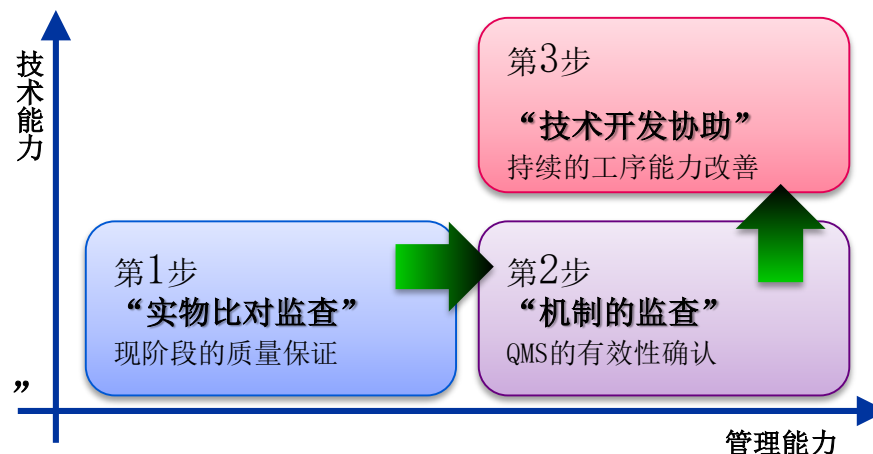 技术能力
第3步
“技术开发协助”
持续的工序能力改善
第1步
“实物比对监查”
现阶段的质量保证
第2步
“机制的监查”
QMS的有效性确认
”
管理能力